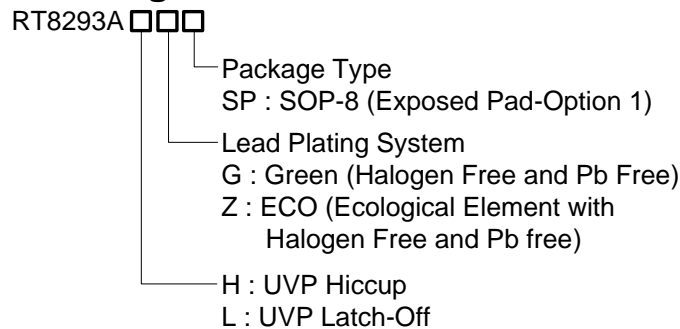 RT8293A
Package Type
SP : SOP-8 (Exposed Pad-Option 1)
Lead Plating System
G : Green (Halogen Free and Pb Free)
Z : ECO (Ecological Element with
Halogen Free and Pb free)
H : UVP Hiccup
L : UVP Latch-Off